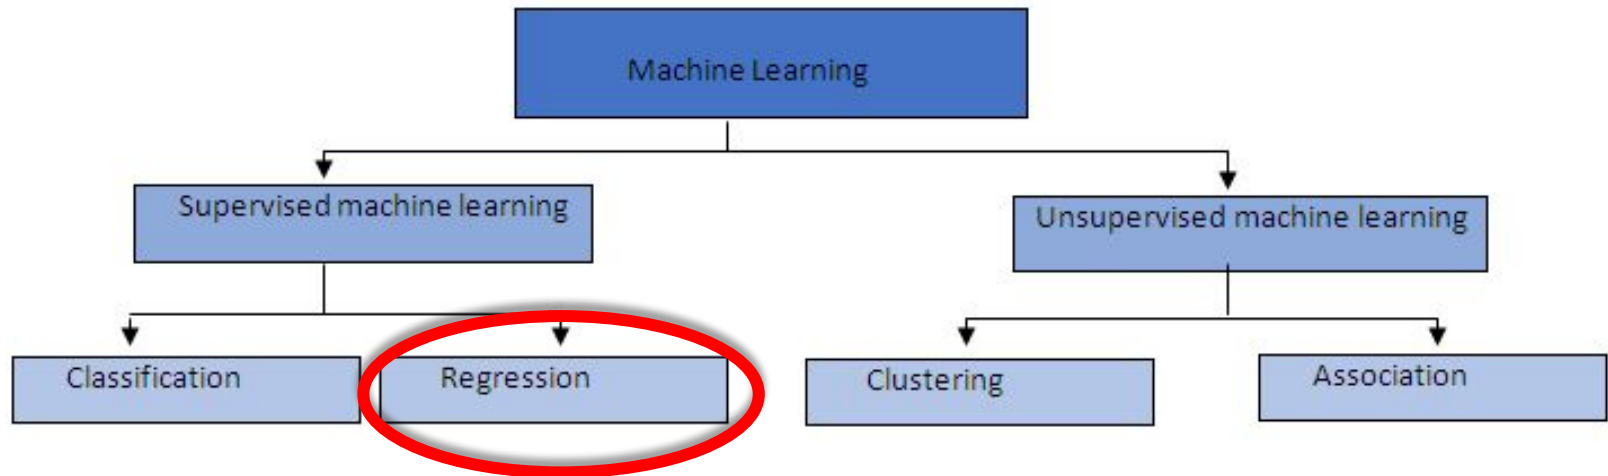 Machine Learning
Supervised machine learning
Unsupervised machine learning
Classification
Regression
Clustering
Association